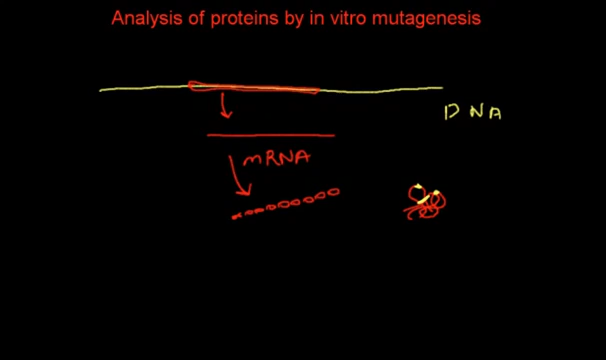 Analysis of proteins by in vitro mutagenesis
DNA
mRNA